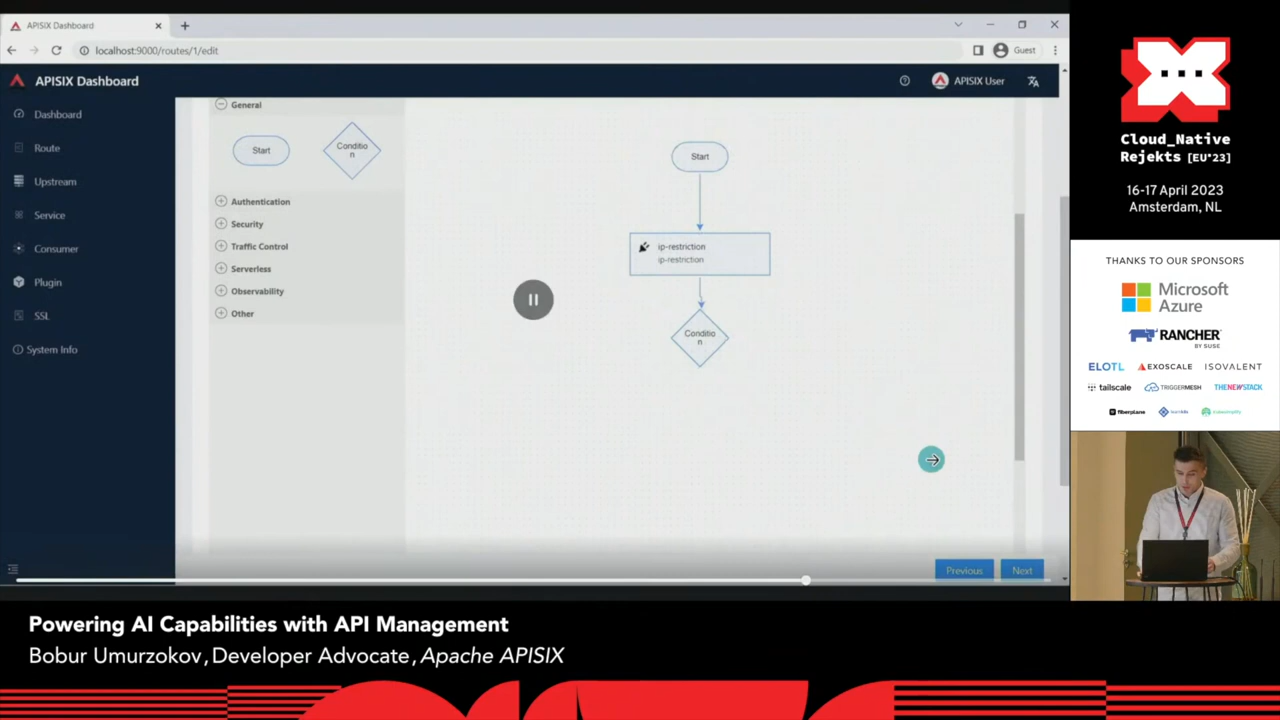 APISIX Dashboard
localhost:9000/routes/1/edit
Guest
APISIX Dashboard
APISIX User
Dashboard
Route
Upstream
Service
Consumer
Plugin
SSL
System Info
General
Start
Conditio
n
Authentication
Security
Traffic Control
Serverless
Observability
Other
Start
ip-restriction
ip-restriction
Conditio
n
Previous
Next
Cloud_Native
Rejekts [EU'23]
16-17 April 2023
Amsterdam, NL
THANKS TO OUR SPONSORS
Microsoft
Azure
RANCHER
BY SUSE
ELOTL
EXOSCALE
ISOVALENT
tailscale
TRIGGERMESH
THENEWSTACK
fiberplane
Powering AI Capabilities with API Management
Bobur Umurzokov, Developer Advocate, Apache APISIX